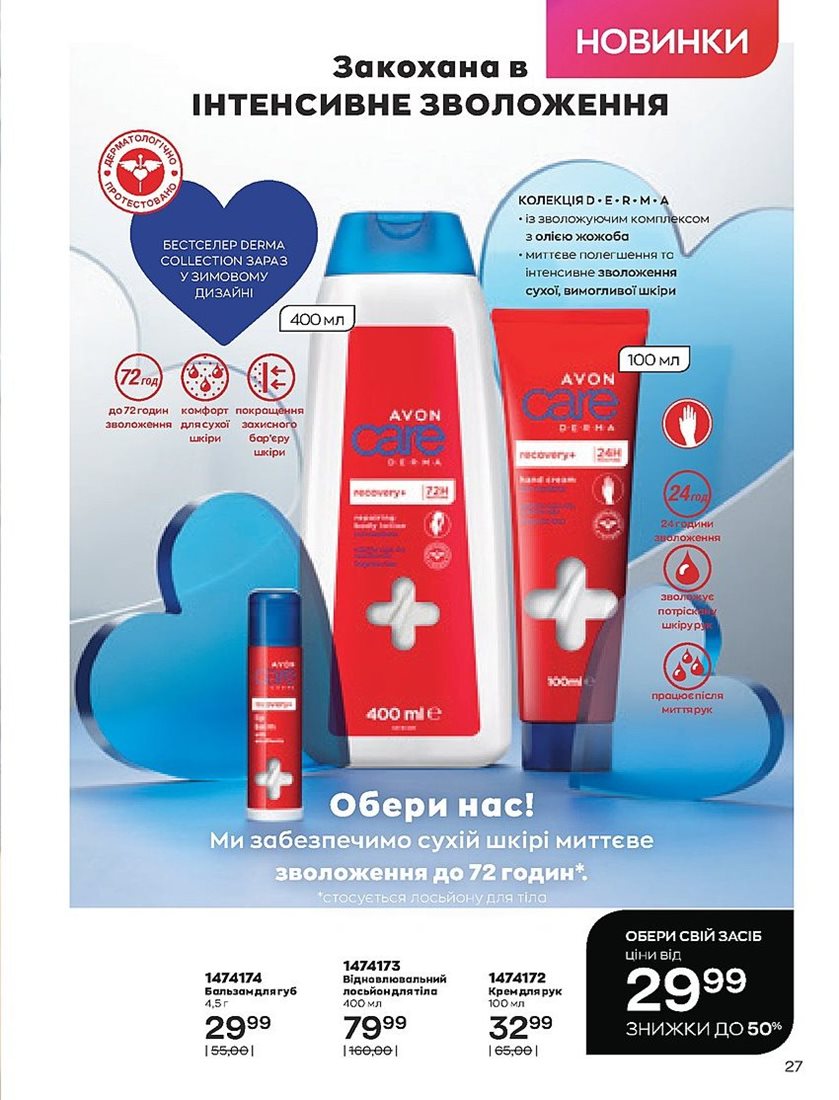 НОВИНКИ
Закохана в
ІНТЕНСИВНЕ ЗВОЛОЖЕННЯ
ДЕРМАТОЛОГІЧНО
ПРОТЕСТОВАНО
БЕСТСЕЛЕР DERMA
COLLECTION ЗАРАЗ
У ЗИМОВОМУ
ДИЗАЙНІ
КОЛЕКЦІЯ D•E•R•M•A
• із зволожуючим комплексом
з олією жожоба
• миттєве полегшення та
інтенсивне зволоження
сухої, вимогливої шкіри
400 мл
100 мл
72 год
до 72 годин
зволоження
комфорт
для сухої
шкіри
покращення
захисного
бар'єру
шкіри
AVON
care
DERMA
recovery+
72H
repairing
body lotion
400 ml e
AVON
care
DERMA
recovery+
24H
hand cream
100ml e
24 год
24 години
зволоження
зволожує
потріскану
шкіру рук
працює після
миття рук
AVON
care
recovery+
lip
balm
Обери нас!
Ми забезпечимо сухій шкірі миттєве
зволоження до 72 годин*.
*стосується лосьйону для тіла
1474174
Бальзам для губ
4,5 г
29⁹⁹
|55,00|
1474173
Відновлювальний
лосьйон для тіла
400 мл
79⁹⁹
|160,00|
1474172
Крем для рук
100 мл
32⁹⁹
|65,00|
ОБЕРИ СВІЙ ЗАСІБ
ціни від
29⁹⁹
ЗНИЖКИ ДО 50%
27